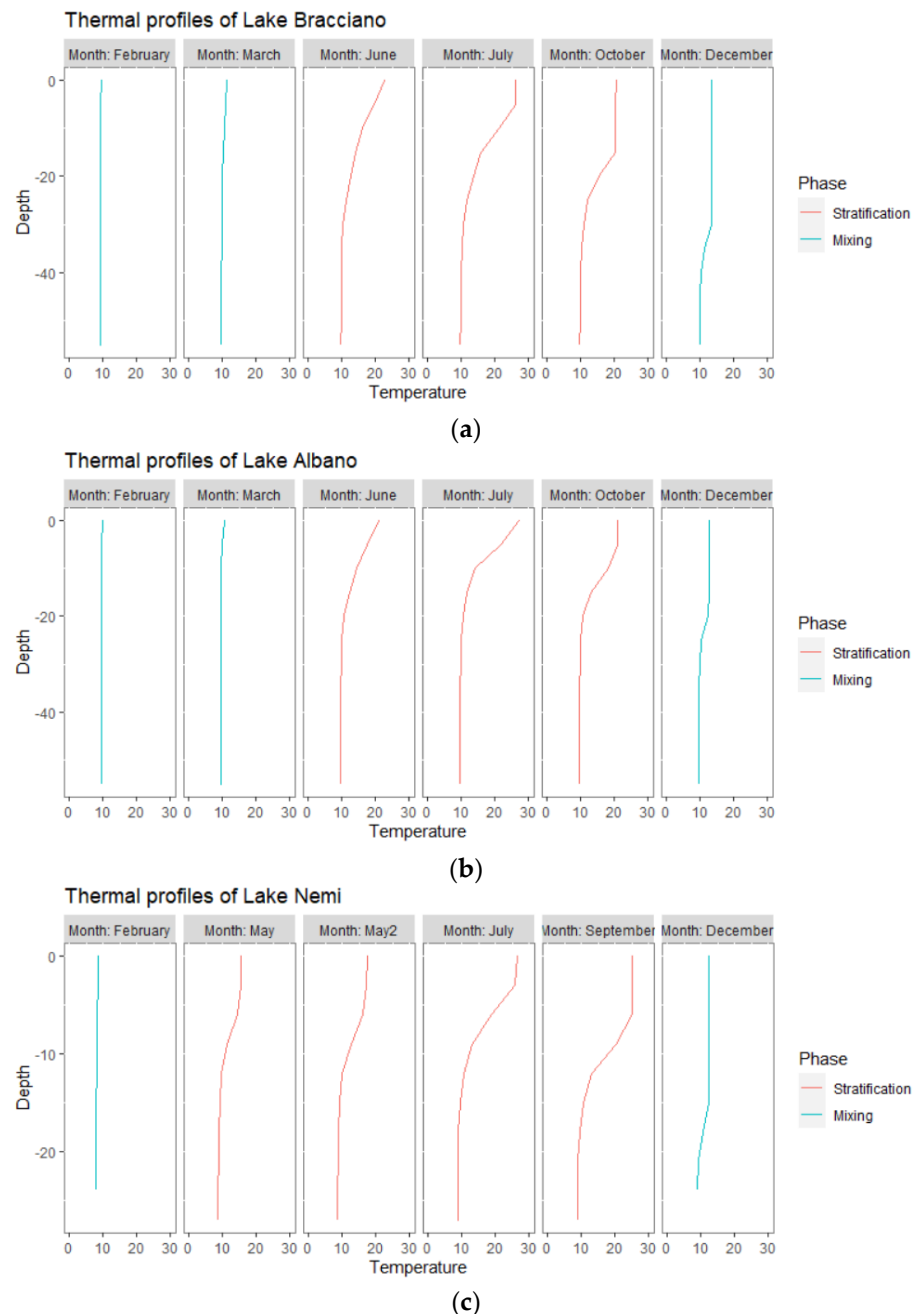 Thermal profiles of Lake Bracciano
Month: February Month: March Month: June Month: July Month: October Month: December
0
-20
-40
Depth
0 10 20 30 0 10 20 30 0 10 20 30 0 10 20 30 0 10 20 30 0 10 20 30
Temperature
Phase
Stratification
Mixing
(a)
Thermal profiles of Lake Albano
Month: February Month: March Month: June Month: July Month: October Month: December
0
-20
-40
Depth
0 10 20 30 0 10 20 30 0 10 20 30 0 10 20 30 0 10 20 30 0 10 20 30
Temperature
Phase
Stratification
Mixing
(b)
Thermal profiles of Lake Nemi
Month: February Month: May Month: May2 Month: July Month: September Month: December
0
-10
-20
Depth
0 10 20 30 0 10 20 30 0 10 20 30 0 10 20 30 0 10 20 30 0 10 20 30
Temperature
Phase
Stratification
Mixing
(c)